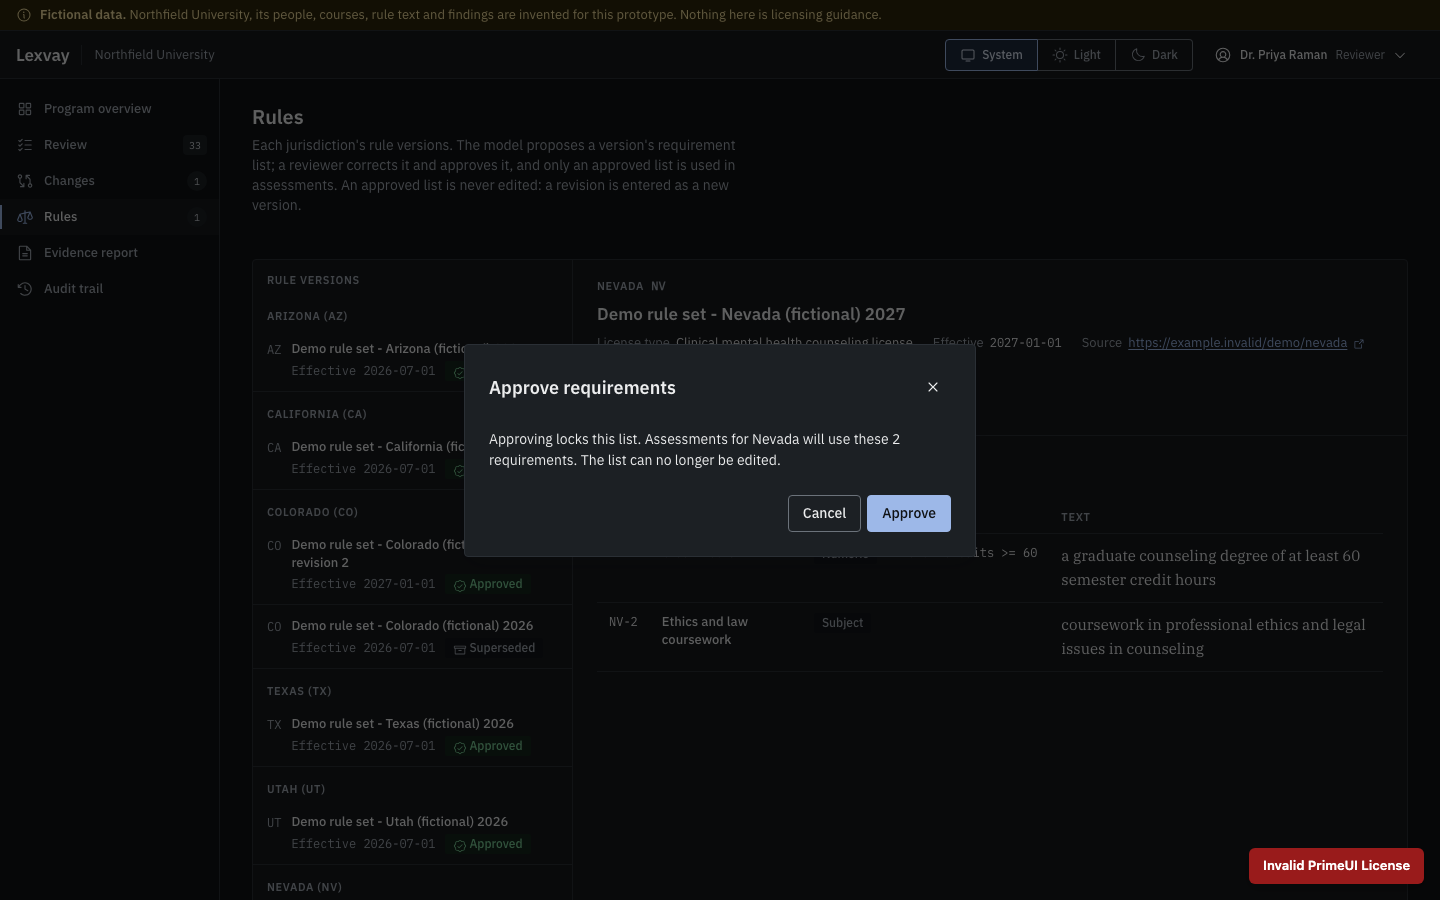 Fictional data. Northfield University, its people, courses, rule text and findings are invented for this prototype. Nothing here is licensing guidance.
Lexvay
Northfield University
System
Light
Dark
Dr. Priya Raman Reviewer
Program overview
Review 33
Changes 1
Rules 1
Evidence report
Audit trail
Rules
Each jurisdiction's rule versions. The model proposes a version's requirement
list; a reviewer corrects it and approves it, and only an approved list is used in
assessments. An approved list is never edited: a revision is entered as a new
version.
RULE VERSIONS
ARIZONA (AZ)
AZ Demo rule set - Arizona
Effective 2026-07-01
CALIFORNIA (CA)
CA Demo rule set - California
Effective 2026-07-01
COLORADO (CO)
CO Demo rule set - Colorado
revision 2
Effective 2027-01-01 Approved
CO Demo rule set - Colorado (fictional) 2026
Effective 2026-07-01 Superseded
TEXAS (TX)
TX Demo rule set - Texas (fictional) 2026
Effective 2026-07-01 Approved
UTAH (UT)
UT Demo rule set - Utah (fictional) 2026
Effective 2026-07-01 Approved
NEVADA (NV)
NEVADA NV
Demo rule set - Nevada (fictional) 2027
License type Clinical mental health counseling license Effective 2027-01-01 Source https://example.invalid/demo/nevada
Approve requirements
Approving locks this list. Assessments for Nevada will use these 2
requirements. The list can no longer be edited.
Cancel
Approve
TEXT
>= 60
a graduate counseling degree of at least 60
semester credit hours
NV-2
Ethics and law
coursework
Subject
coursework in professional ethics and legal
issues in counseling
Invalid PrimeUI License